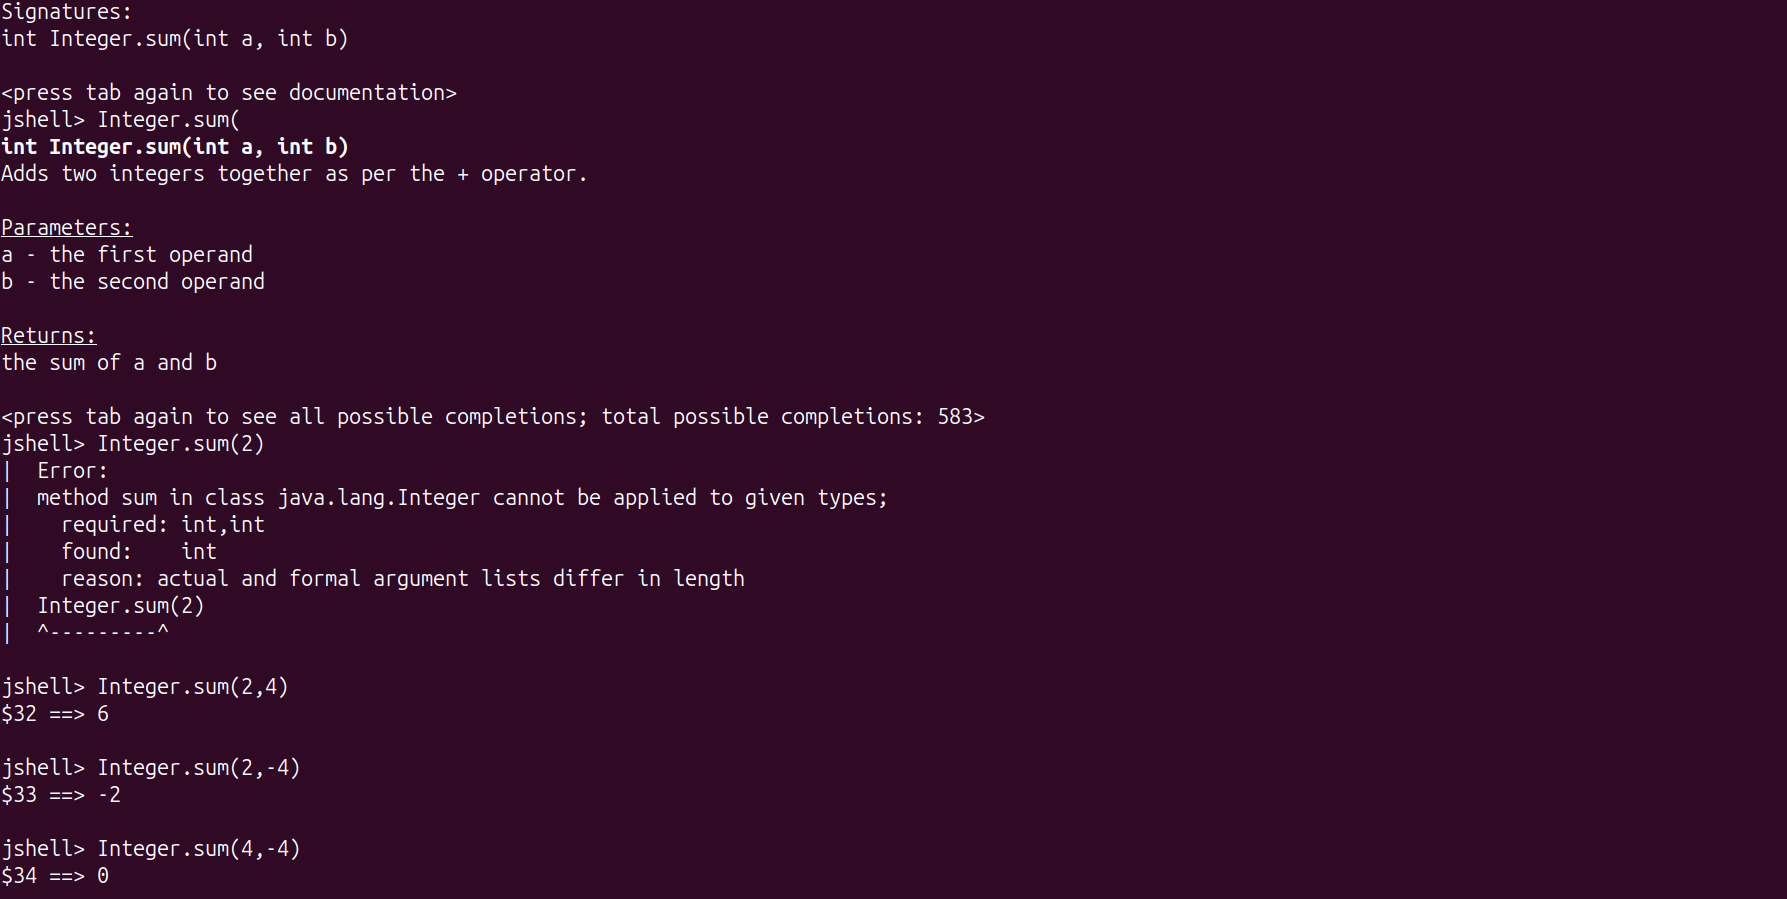 Signatures:
int Integer.sum(int a, int b)
<press tab again to see documentation>
jshell> Integer.sum(
int Integer.sum(int a, int b)
Adds two integers together as per the + operator.
Parameters:
a - the first operand
b - the second operand
Returns:
the sum of a and b
<press tab again to see all possible completions; total possible completions: 583>
jshell> Integer.sum(2)
|  Error:
|  method sum in class java.lang.Integer cannot be applied to given types;
|    required: int,int
|    found:    int
|    reason: actual and formal argument lists differ in length
|  Integer.sum(2)
|  ^---------^
jshell> Integer.sum(2,4)
$32 ==> 6
jshell> Integer.sum(2,-4)
$33 ==> -2
jshell> Integer.sum(4,-4)
$34 ==> 0